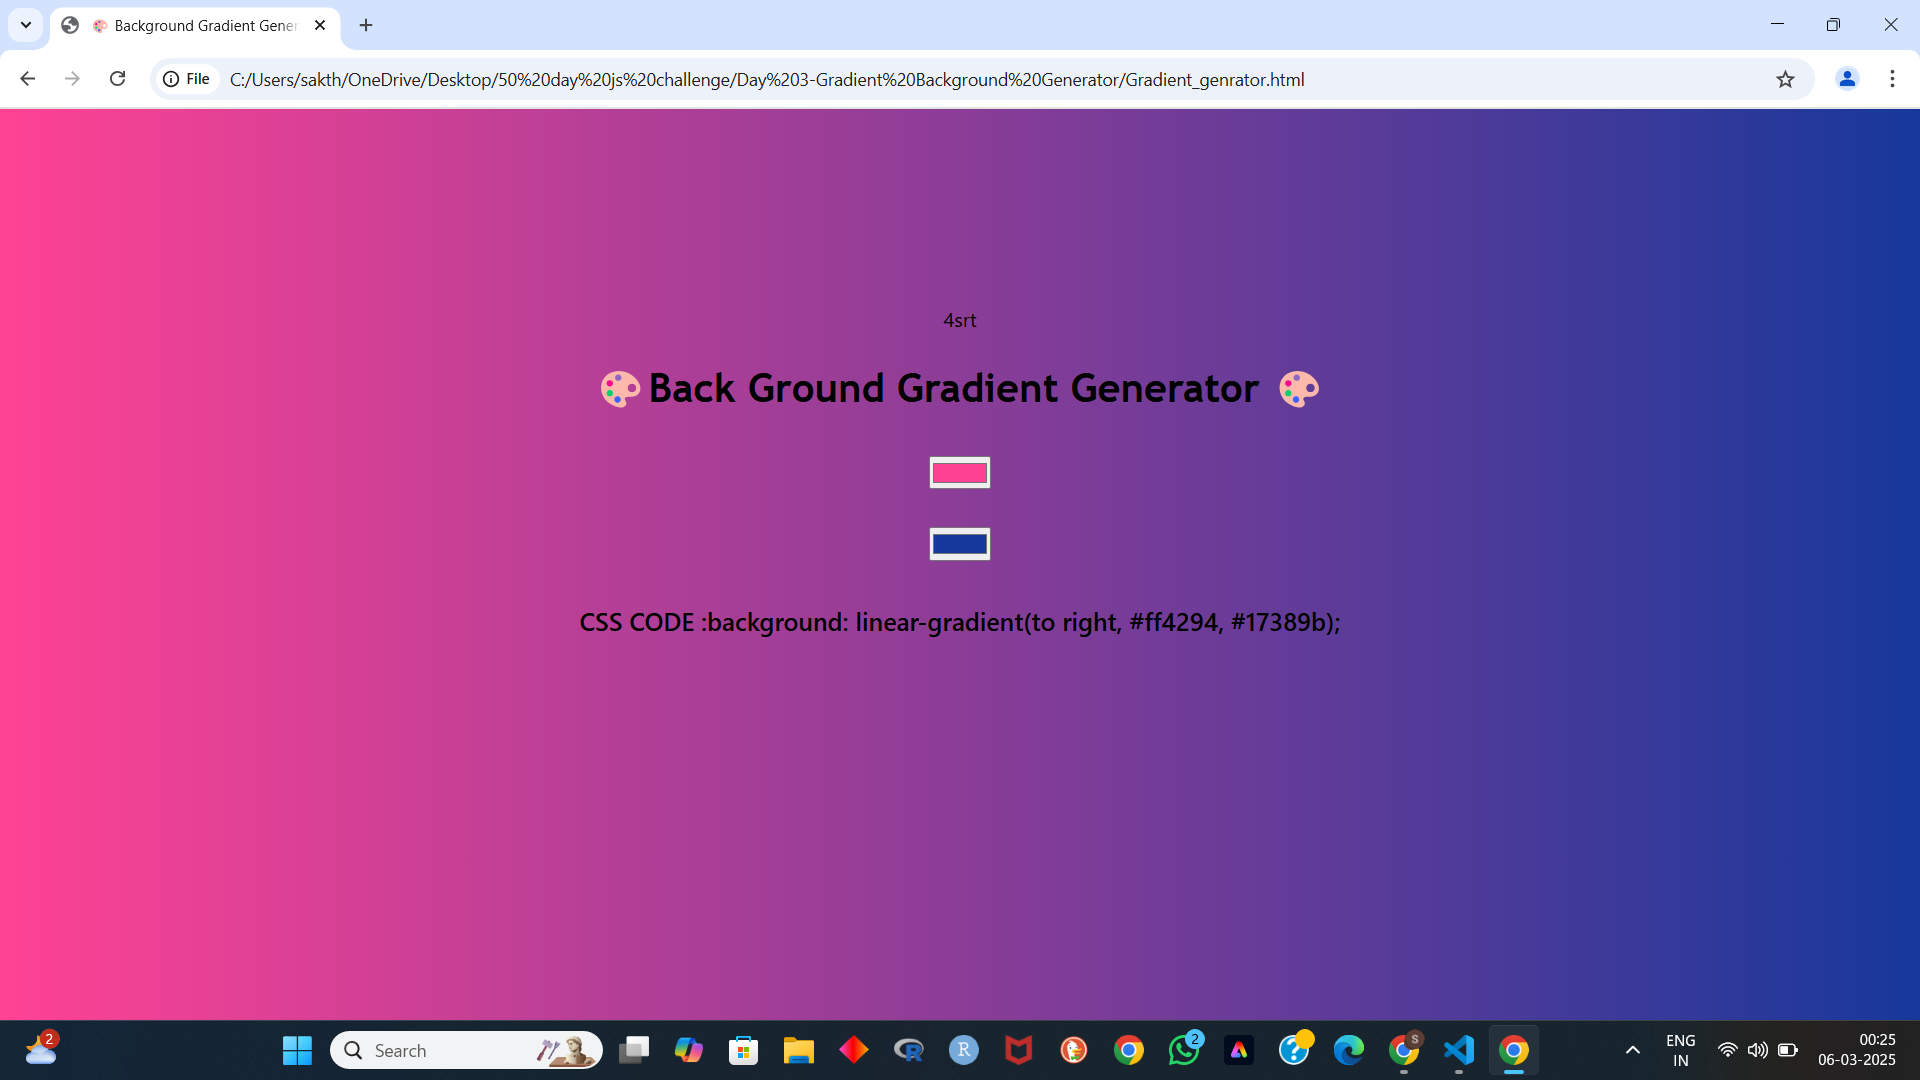 🎨 Background Gradient Gener
File
C:/Users/sakth/OneDrive/Desktop/50%20day%20js%20challenge/Day%203-Gradient%20Background%20Generator/Gradient_genrator.html
4srt
🎨Back Ground Gradient Generator 🎨
CSS CODE :background: linear-gradient(to right, #ff4294, #17389b);
2
Search
R
R
2
?
S
ENG
IN
00:25
06-03-2025